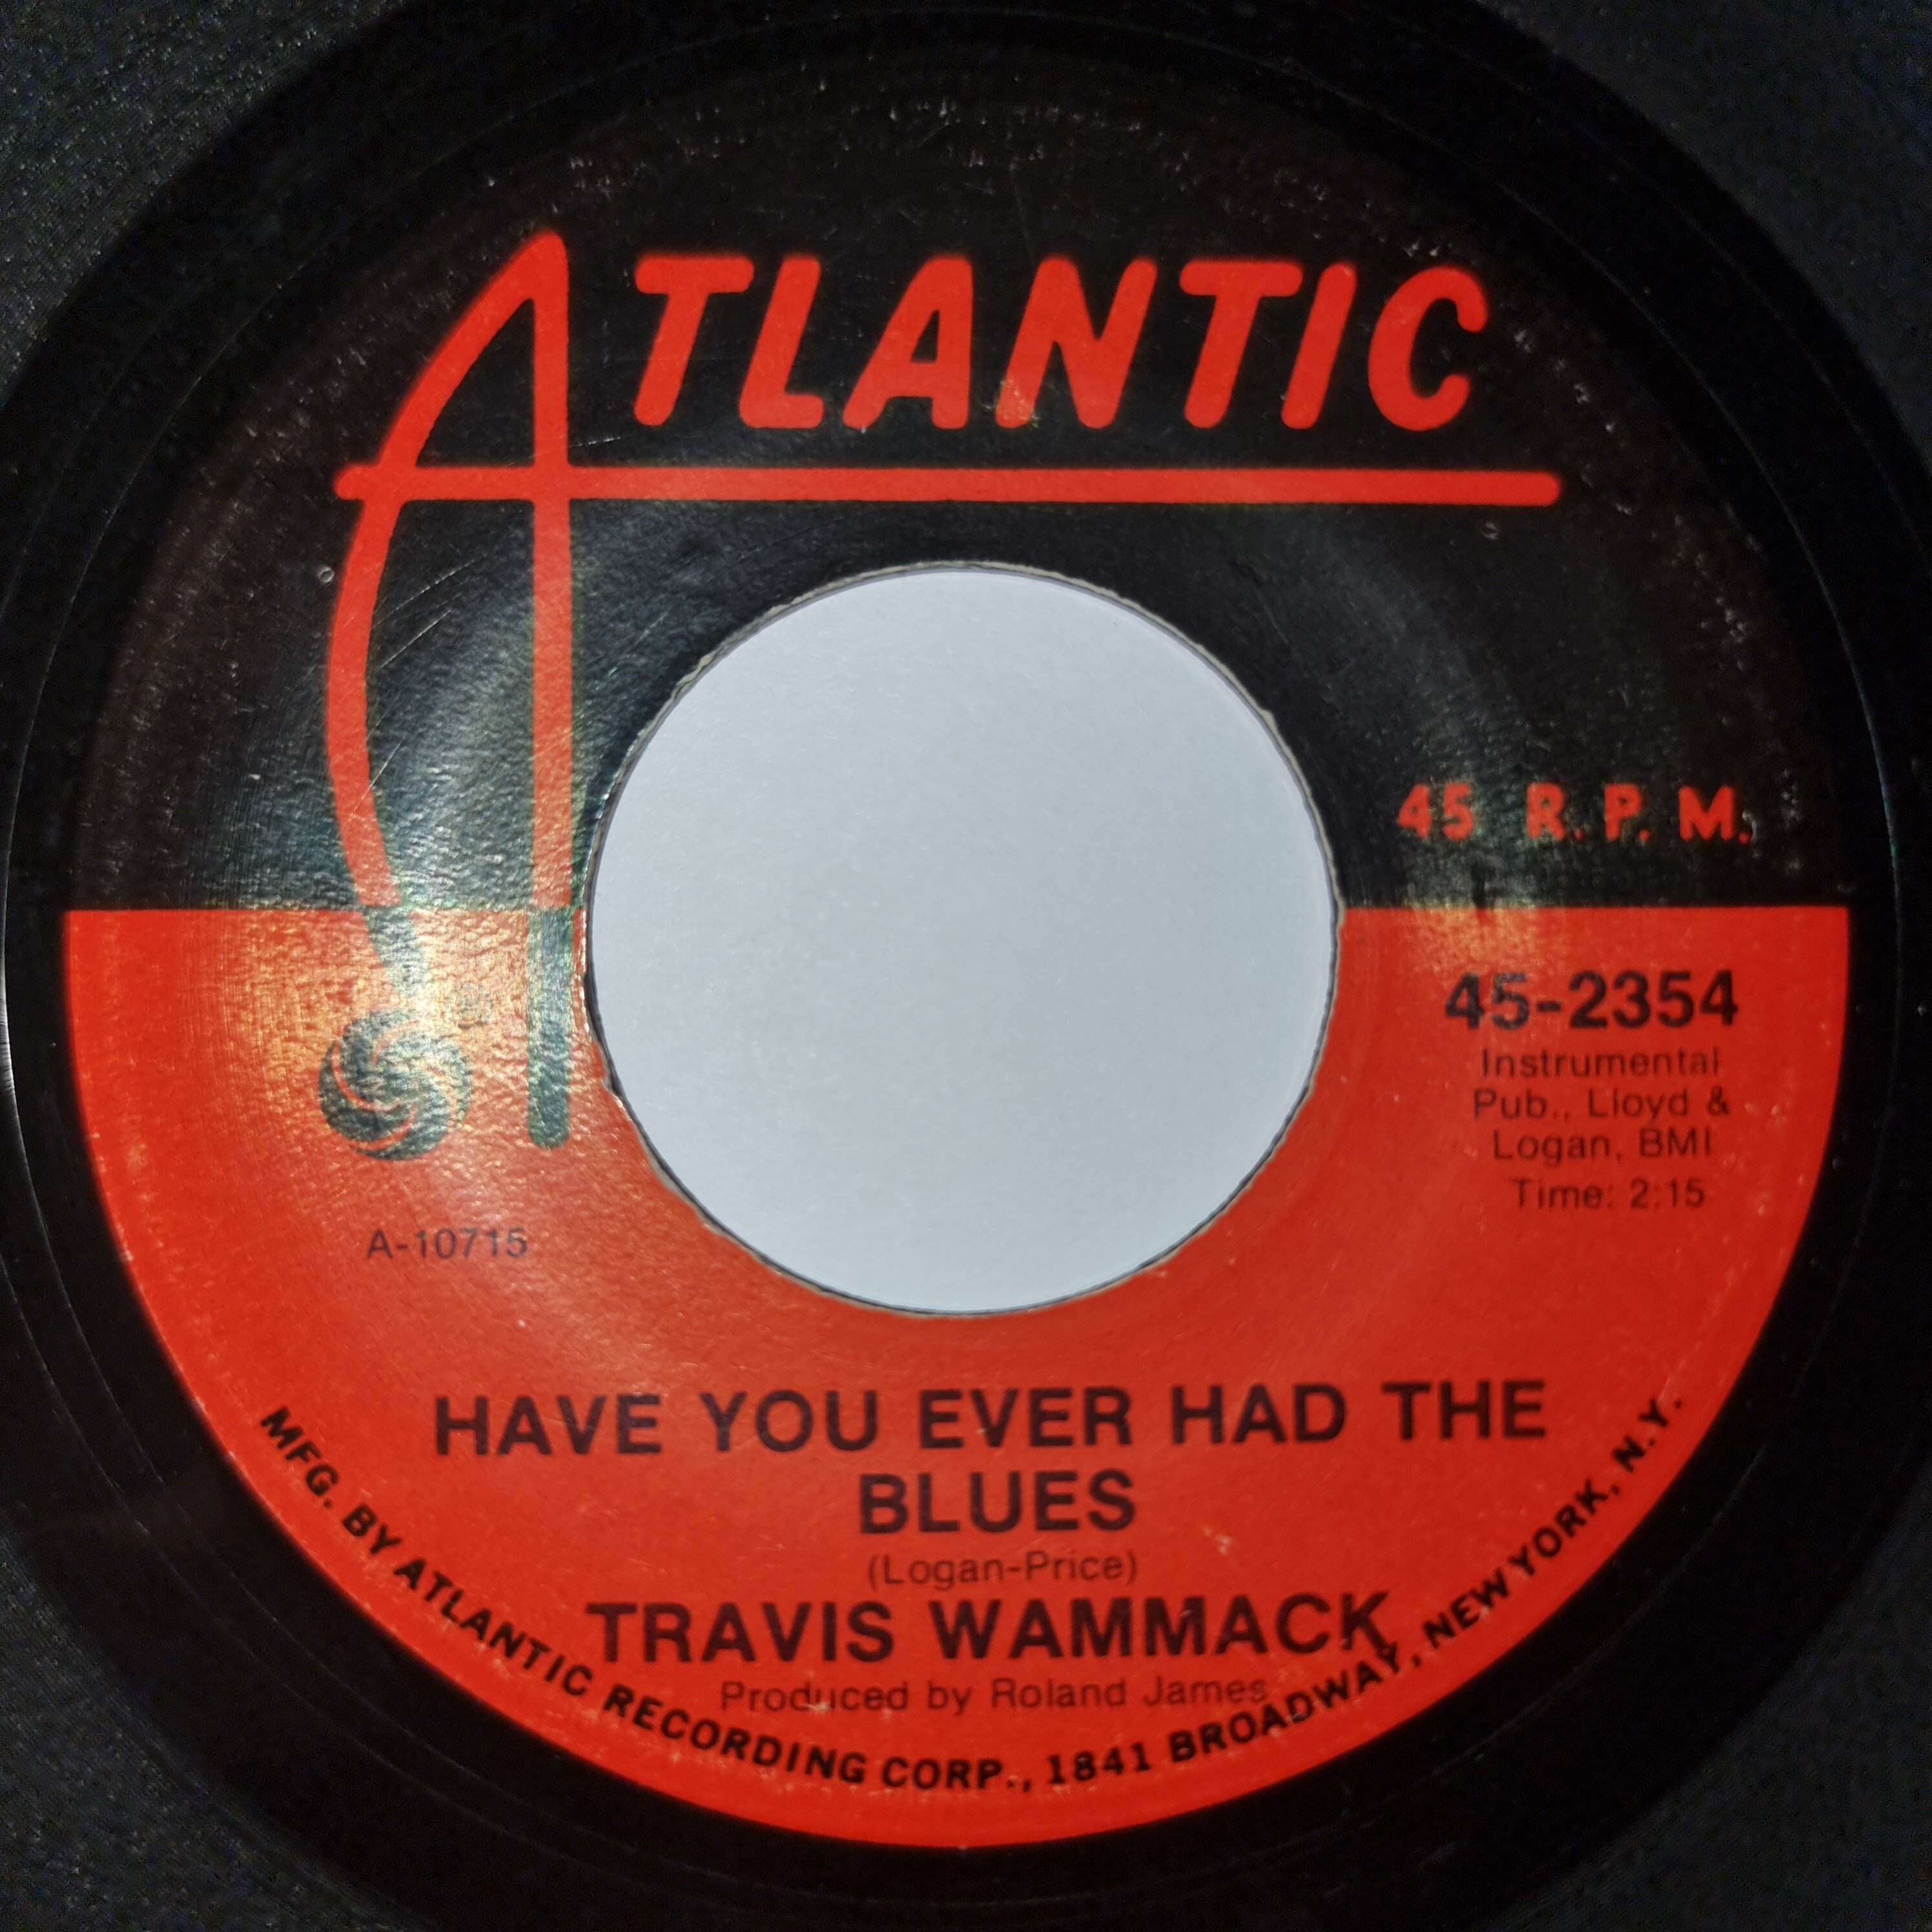 ATLANTIC
45 R.P.M.
45-2354
Instrumental
Pub., Lloyd &
Logan, BMI
Time: 2:15
A-10715
HAVE YOU EVER HAD THE
BLUES
(Logan-Price)
TRAVIS WAMMACK
Produced by Roland James
MFG. BY ATLANTIC RECORDING CORP., 1841 BROADWAY, NEW YORK, N.Y.